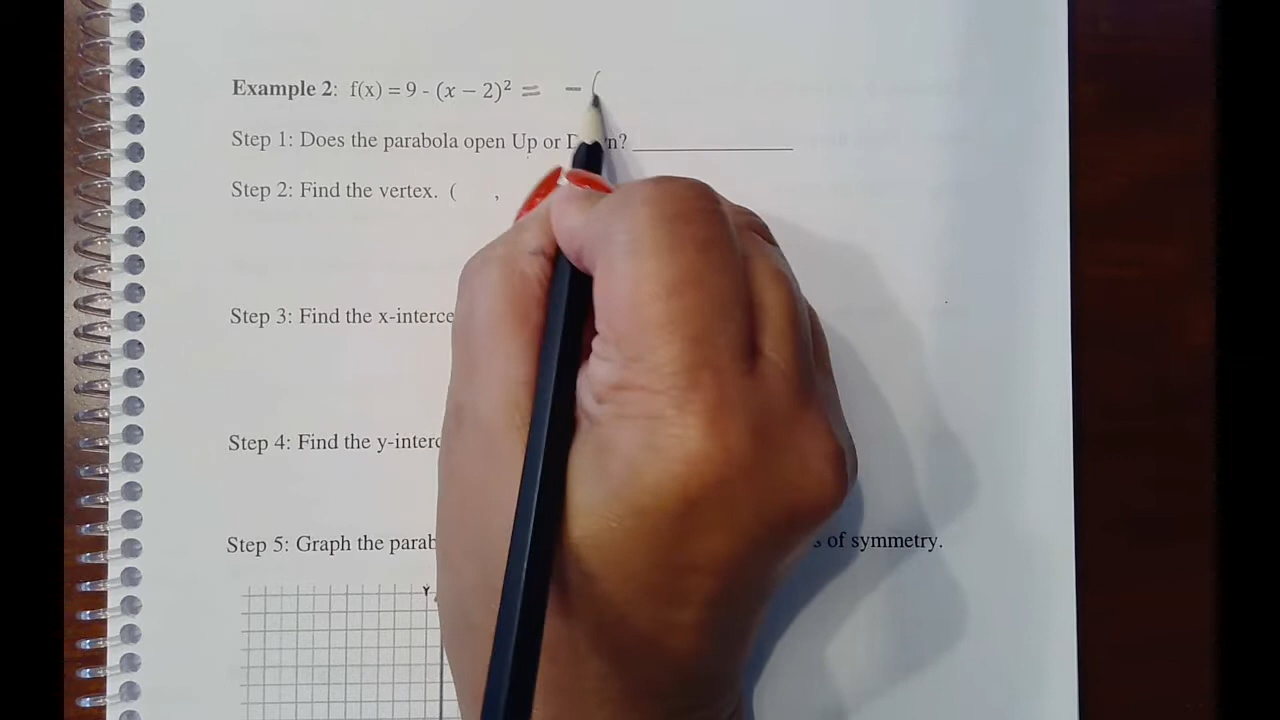 Example 2: f(x) = 9 - (x − 2)² = − (
Step 1: Does the parabola open Up or n?
Step 2: Find the vertex. ( ,
Step 3: Find the x-interce
Step 4: Find the y-interc
Step 5: Graph the parab s of symmetry.
Y